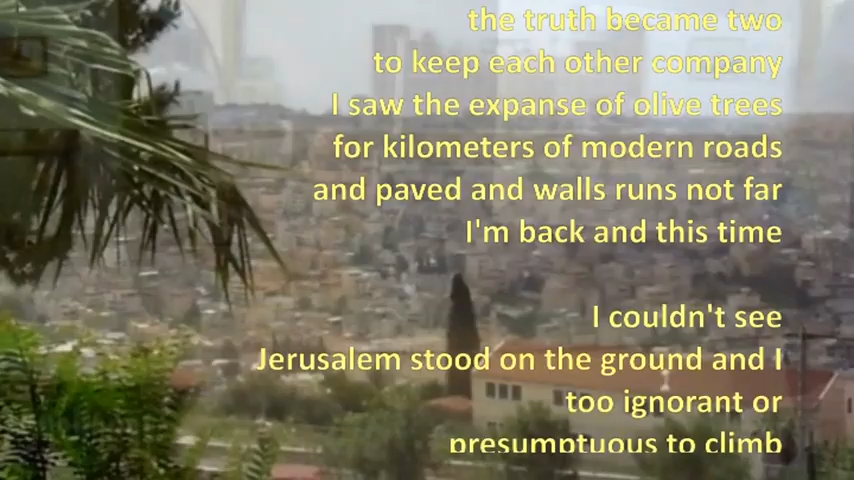 the truth became two
to keep each other company
I saw the expanse of olive trees
for kilometers of modern roads
and paved and walls runs not far
I'm back and this time
I couldn't see
Jerusalem stood on the ground and I
too ignorant or
presumptuous to climb